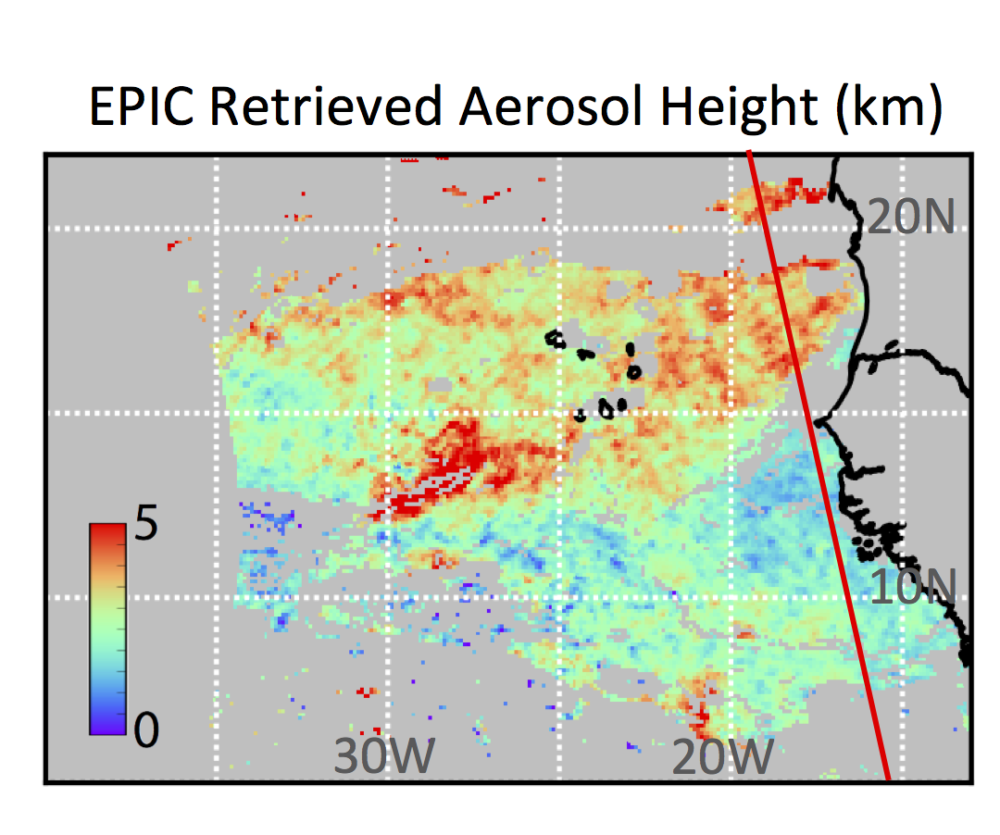 EPIC Retrieved Aerosol Height (km)
20N
5
10N
0
30W 20W